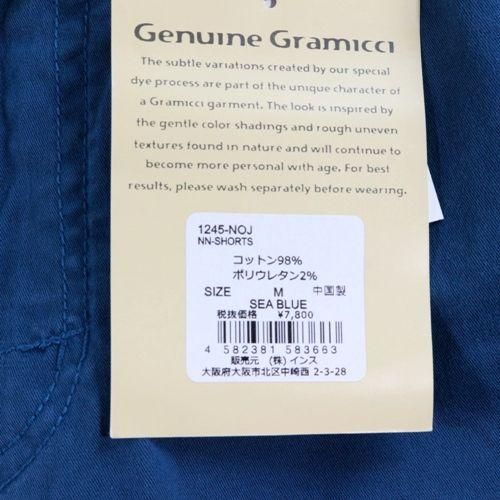 Genuine Gramicci
The subtle variations created by our special
dye process are part of the unique character of
a Gramicci garment. The look is inspired by
the gentle color shadings and rough uneven
textures found in nature and will continue to
become more personal with age. For best
results, please wash separately before wearing.
1245-NOJ
NN-SHORTS
コットン98%
ポリウレタン2%
SIZE M 中国製
SEA BLUE
税抜価格 ¥7,800
4 582381 583663
販売元 (株) インス
大阪府大阪市北区中崎西 2-3-28